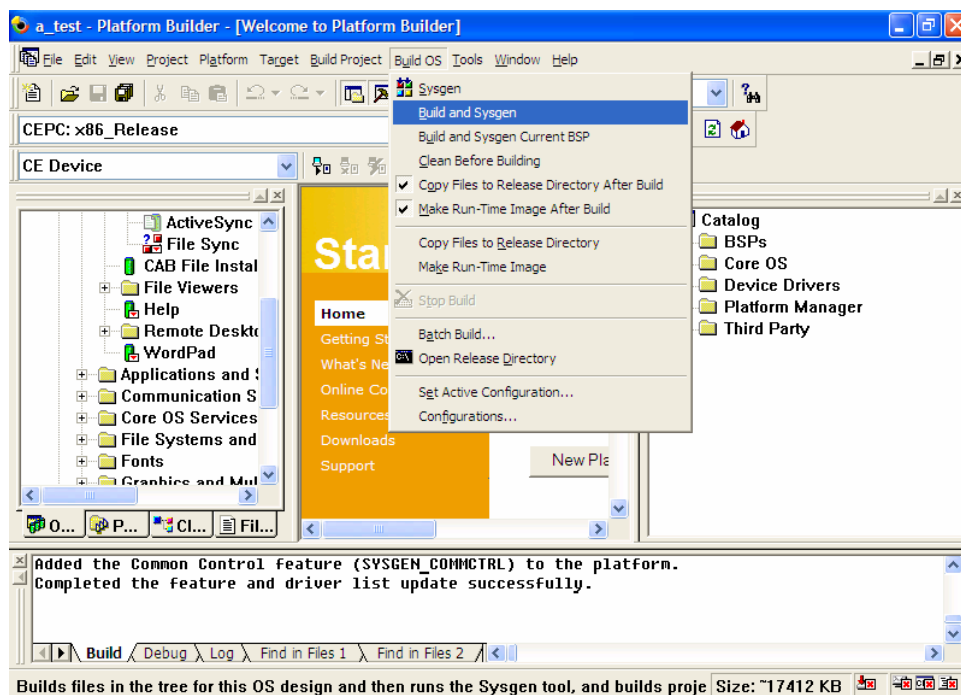 a_test - Platform Builder - [Welcome to Platform Builder]
File Edit View Project Platform Target Build Project Build OS Tools Window Help
CEPC: x86_Release
CE Device
Sysgen
Build and Sysgen
Build and Sysgen Current BSP
Clean Before Building
Copy Files to Release Directory After Build
Make Run-Time Image After Build
Copy Files to Release Directory
Make Run-Time Image
Stop Build
Batch Build...
Open Release Directory
Set Active Configuration...
Configurations...
ActiveSync
File Sync
CAB File Instal
File Viewers
Help
Remote Deskto
WordPad
Applications and
Communication S
Core OS Services
File Systems and
Fonts
Graphics and Mul
O... P... Cl... Fil...
Sta
Home
Getting St
What's Ne
Online Co
Resources
Downloads
Support
New Pla
Catalog
BSPs
Core OS
Device Drivers
Platform Manager
Third Party
Added the Common Control feature (SYSGEN_COMMCTRL) to the platform.
Completed the feature and driver list update successfully.
Build Debug Log Find in Files 1 Find in Files 2
Builds files in the tree for this OS design and then runs the Sysgen tool, and builds proje Size: ~17412 KB